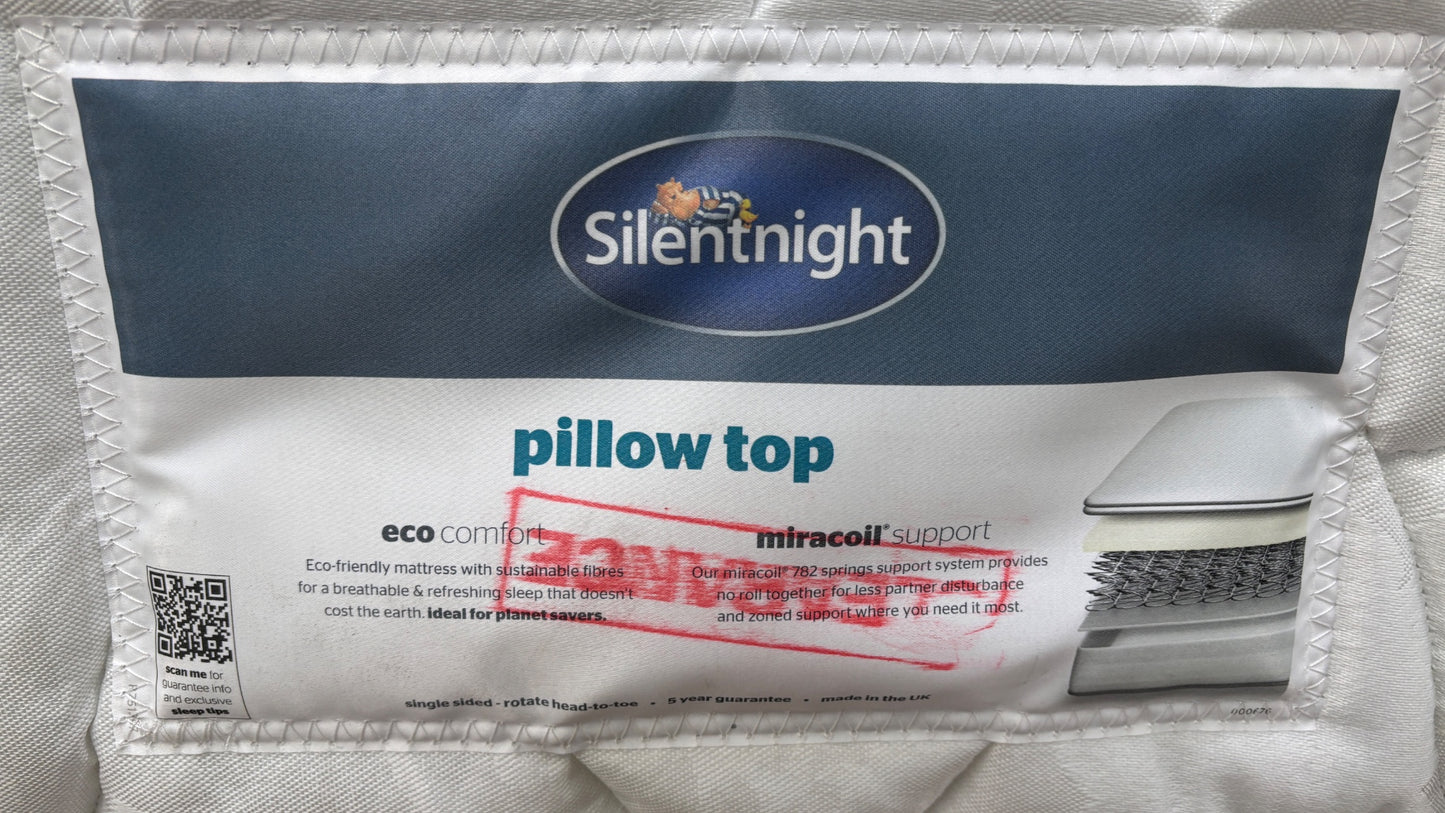 Silentnight
pillow top
eco comfort
Eco-friendly mattress with sustainable fibres
for a breathable & refreshing sleep that doesn't
cost the earth. ideal for planet savers.
miracoil® support
Our miracoil® 782 springs support system provides
no roll together for less partner disturbance
and zoned support where you need it most.
scan me for
guarantee info
and exclusive
sleep tips
single sided - rotate head-to-toe • 5 year guarantee • made in the UK